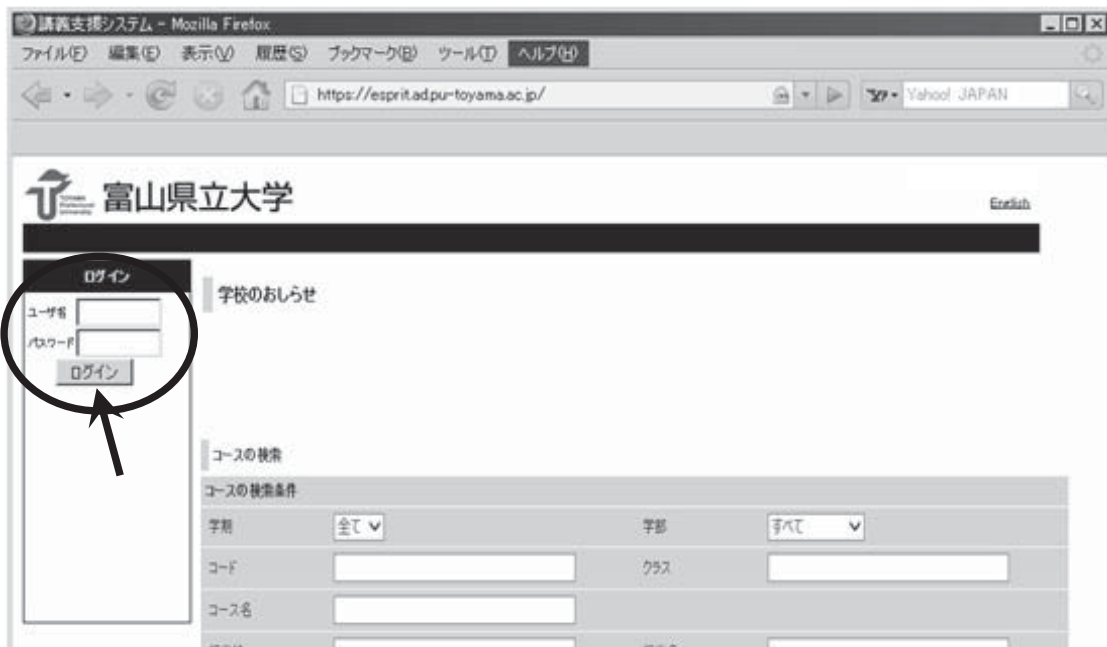 講義支援システム - Mozilla Firefox
ファイル(F) 編集(E) 表示(V) 履歴(S) ブックマーク(B) ツール(T) ヘルプ(H)
https://esprit.ad.pu-toyama.ac.jp/ Yahoo! JAPAN
Toyama Prefectural University 富山県立大学
English
ログイン
ユーザ名
パスワード
ログイン
学校のおしらせ
コースの検索
コースの検索条件
学期 全て 学部 すべて
コード クラス
コース名